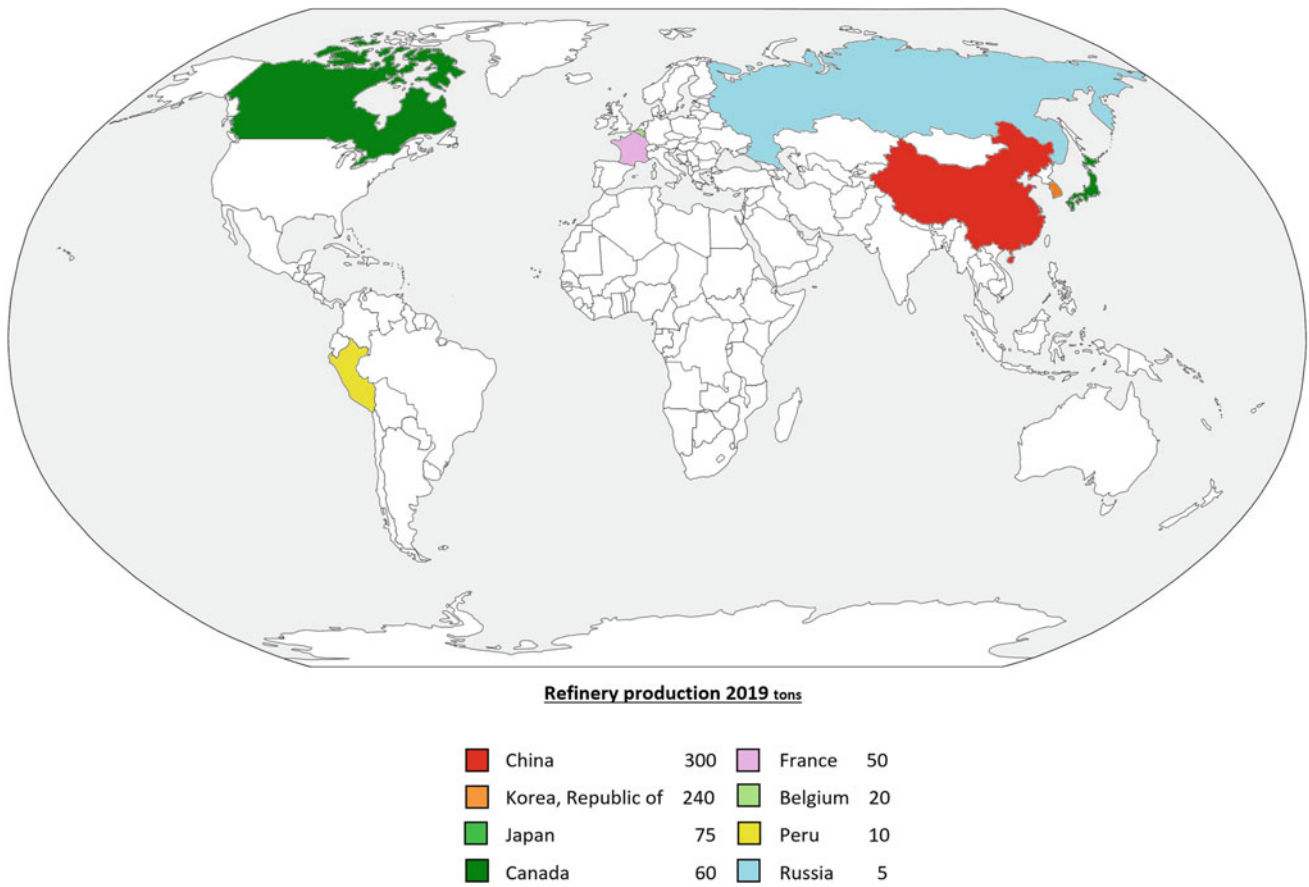 Refinery production 2019 tons
China 300 France 50
Korea, Republic of 240 Belgium 20
Japan 75 Peru 10
Canada 60 Russia 5